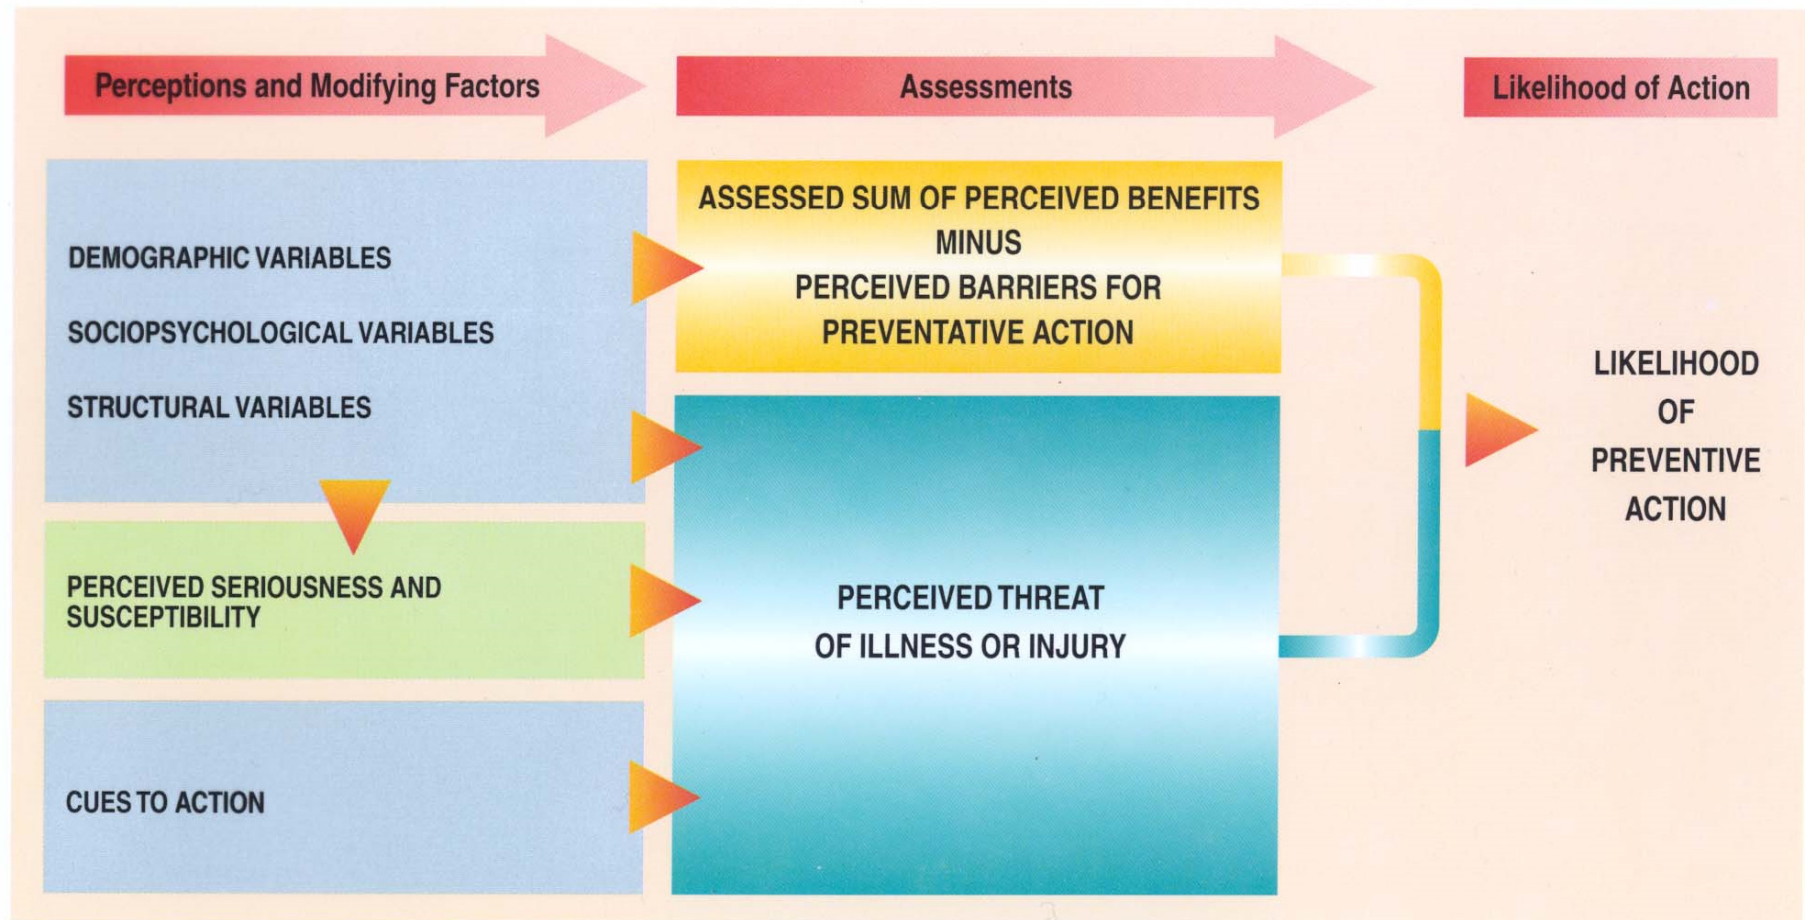 Perceptions and Modifying Factors
Assessments
Likelihood of Action
DEMOGRAPHIC VARIABLES
SOCIOPSYCHOLOGICAL VARIABLES
STRUCTURAL VARIABLES
PERCEIVED SERIOUSNESS AND
SUSCEPTIBILITY
CUES TO ACTION
ASSESSED SUM OF PERCEIVED BENEFITS
MINUS
PERCEIVED BARRIERS FOR
PREVENTATIVE ACTION
PERCEIVED THREAT
OF ILLNESS OR INJURY
LIKELIHOOD
OF
PREVENTIVE
ACTION